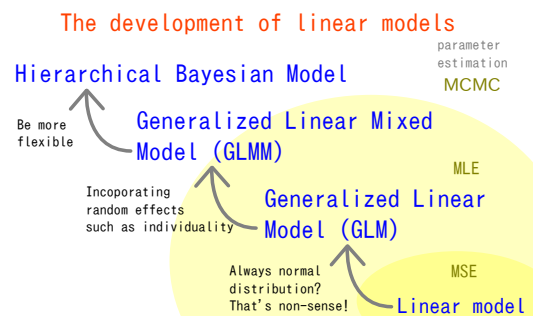 The development of linear models
parameter
estimation
MCMC
Hierarchical Bayesian Model
Be more
flexible
Generalized Linear Mixed
Model (GLMM)
MLE
Incoporating
random effects
such as individuality
Generalized Linear
Model (GLM)
Always normal
distribution?
That's non-sense!
MSE
Linear model